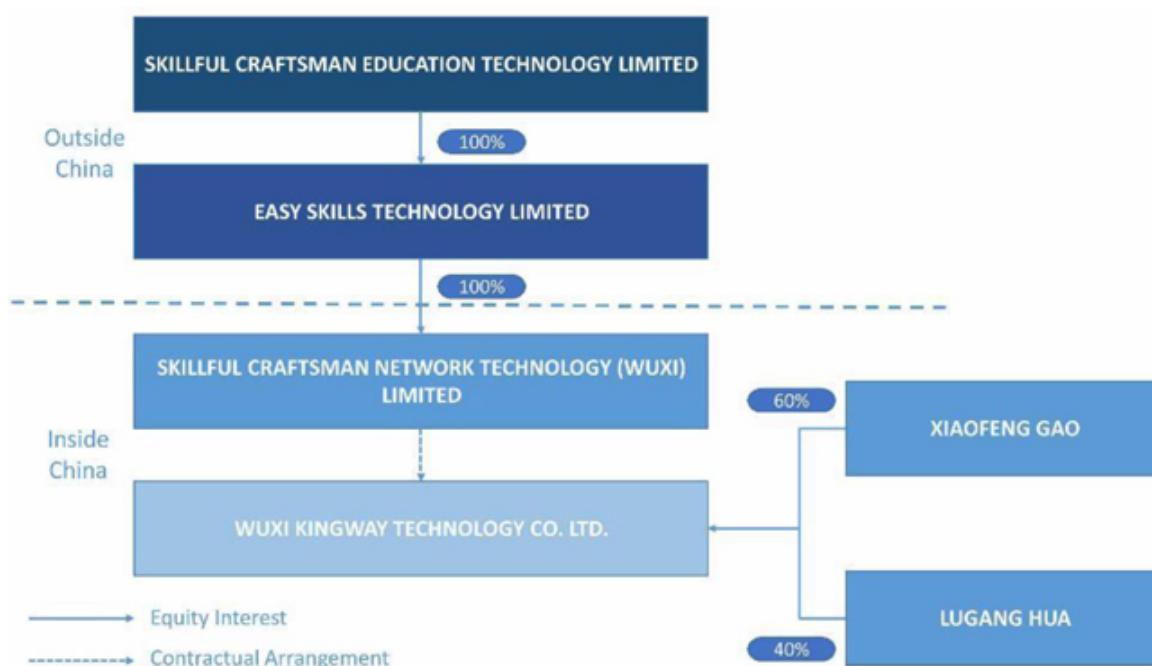 SKILLFUL CRAFTSMAN EDUCATION TECHNOLOGY LIMITED
Outside
China
100%
EASY SKILLS TECHNOLOGY LIMITED
100%
SKILLFUL CRAFTSMAN NETWORK TECHNOLOGY (WUXI)
LIMITED
60%
XIAOFENG GAO
Inside
China
WUXI KINGWAY TECHNOLOGY CO. LTD.
Equity Interest
LUGANG HUA
40%
Contractual Arrangement